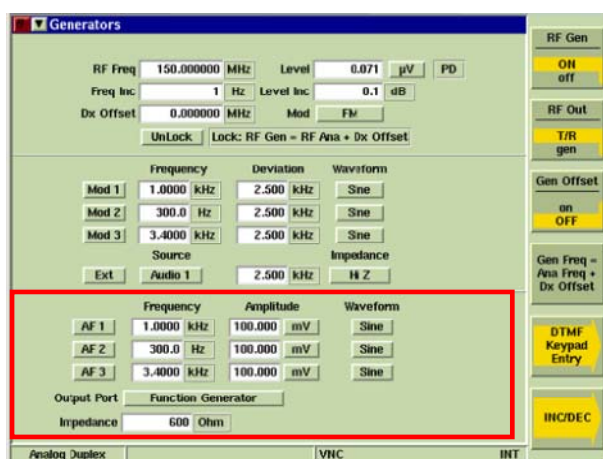 Generators
RF Freq 150.000000 MHz Level 0.071 µV PD
Freq Inc 1 Hz Level Inc 0.1 dB
Dx Offset 0.000000 MHz Mod FM
UnLock Lock: RF Gen = RF Ana + Dx Offset
Frequency Deviation Waveform
Mod 1 1.0000 kHz 2.500 kHz Sne
Mod 2 300.0 Hz 2.500 kHz Sne
Mod 3 3.4000 kHz 2.500 kHz Sne
Source Impedance
Ext Audio 1 2.500 kHz Hi Z
Frequency Amplitude Waveform
AF 1 1.0000 kHz 100.000 mV Sine
AF 2 300.0 Hz 100.000 mV Sine
AF 3 3.4000 kHz 100.000 mV Sine
Output Port Function Generator
Impedance 600 Ohm
Analog Duplex VNC INT
RF Gen
ON
off
RF Out
T/R
gen
Gen Offset
on
OFF
Gen Freq =
Ana Freq +
Dx Offset
DTMF
Keypad
Entry
INC/DEC